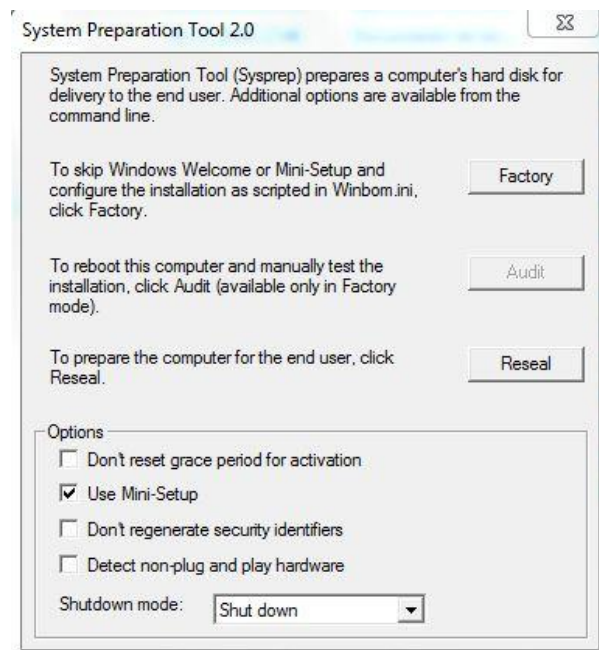 System Preparation Tool 2.0
System Preparation Tool (Sysprep) prepares a computer's hard disk for
delivery to the end user. Additional options are available from the
command line.
To skip Windows Welcome or Mini-Setup and
configure the installation as scripted in Winbom.ini,
click Factory.
Factory
To reboot this computer and manually test the
installation, click Audit (available only in Factory
mode).
Audit
To prepare the computer for the end user, click
Reseal.
Reseal
Options
Don't reset grace period for activation
Use Mini-Setup
Don't regenerate security identifiers
Detect non-plug and play hardware
Shutdown mode: Shut down